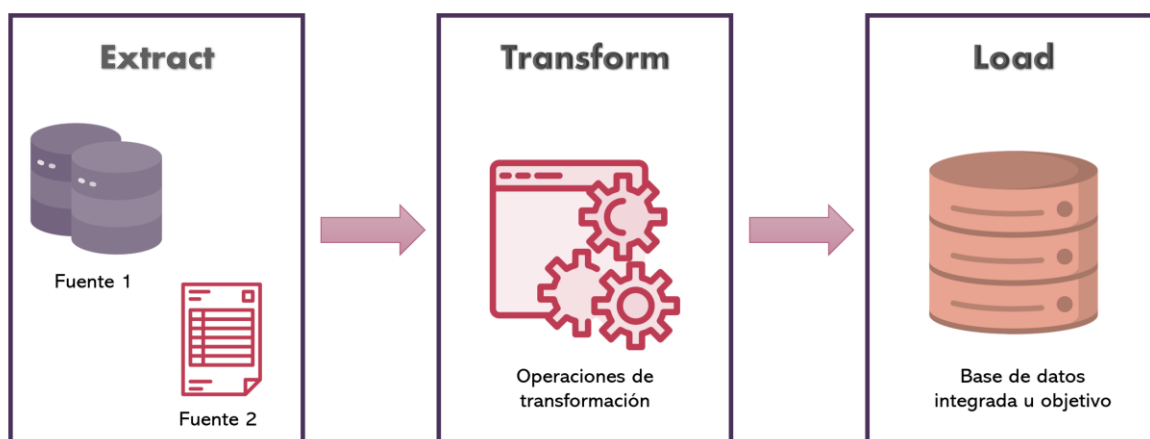 Extract
Fuente 1
Fuente 2
Transform
Operaciones de
transformación
Load
Base de datos
integrada u objetivo